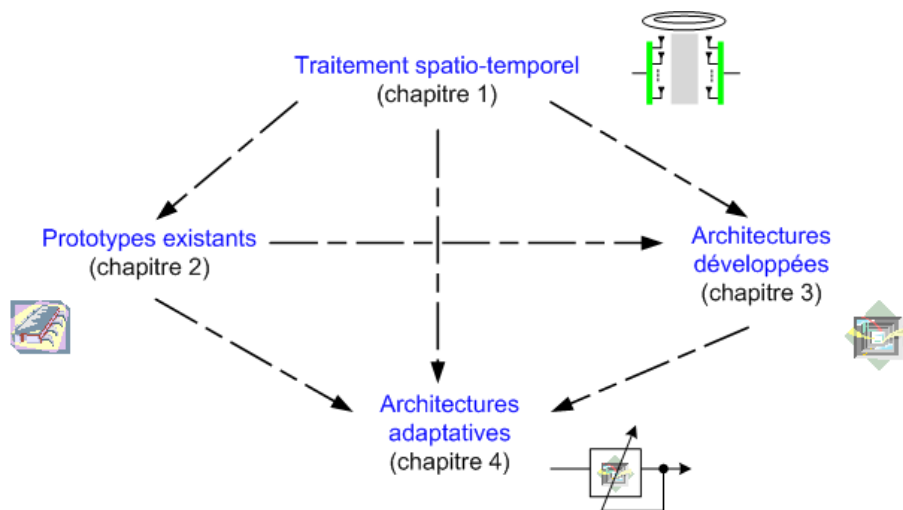 Traitement spatio-temporel
(chapitre 1)
Prototypes existants
(chapitre 2)
Architectures
développées
(chapitre 3)
Architectures
adaptatives
(chapitre 4)